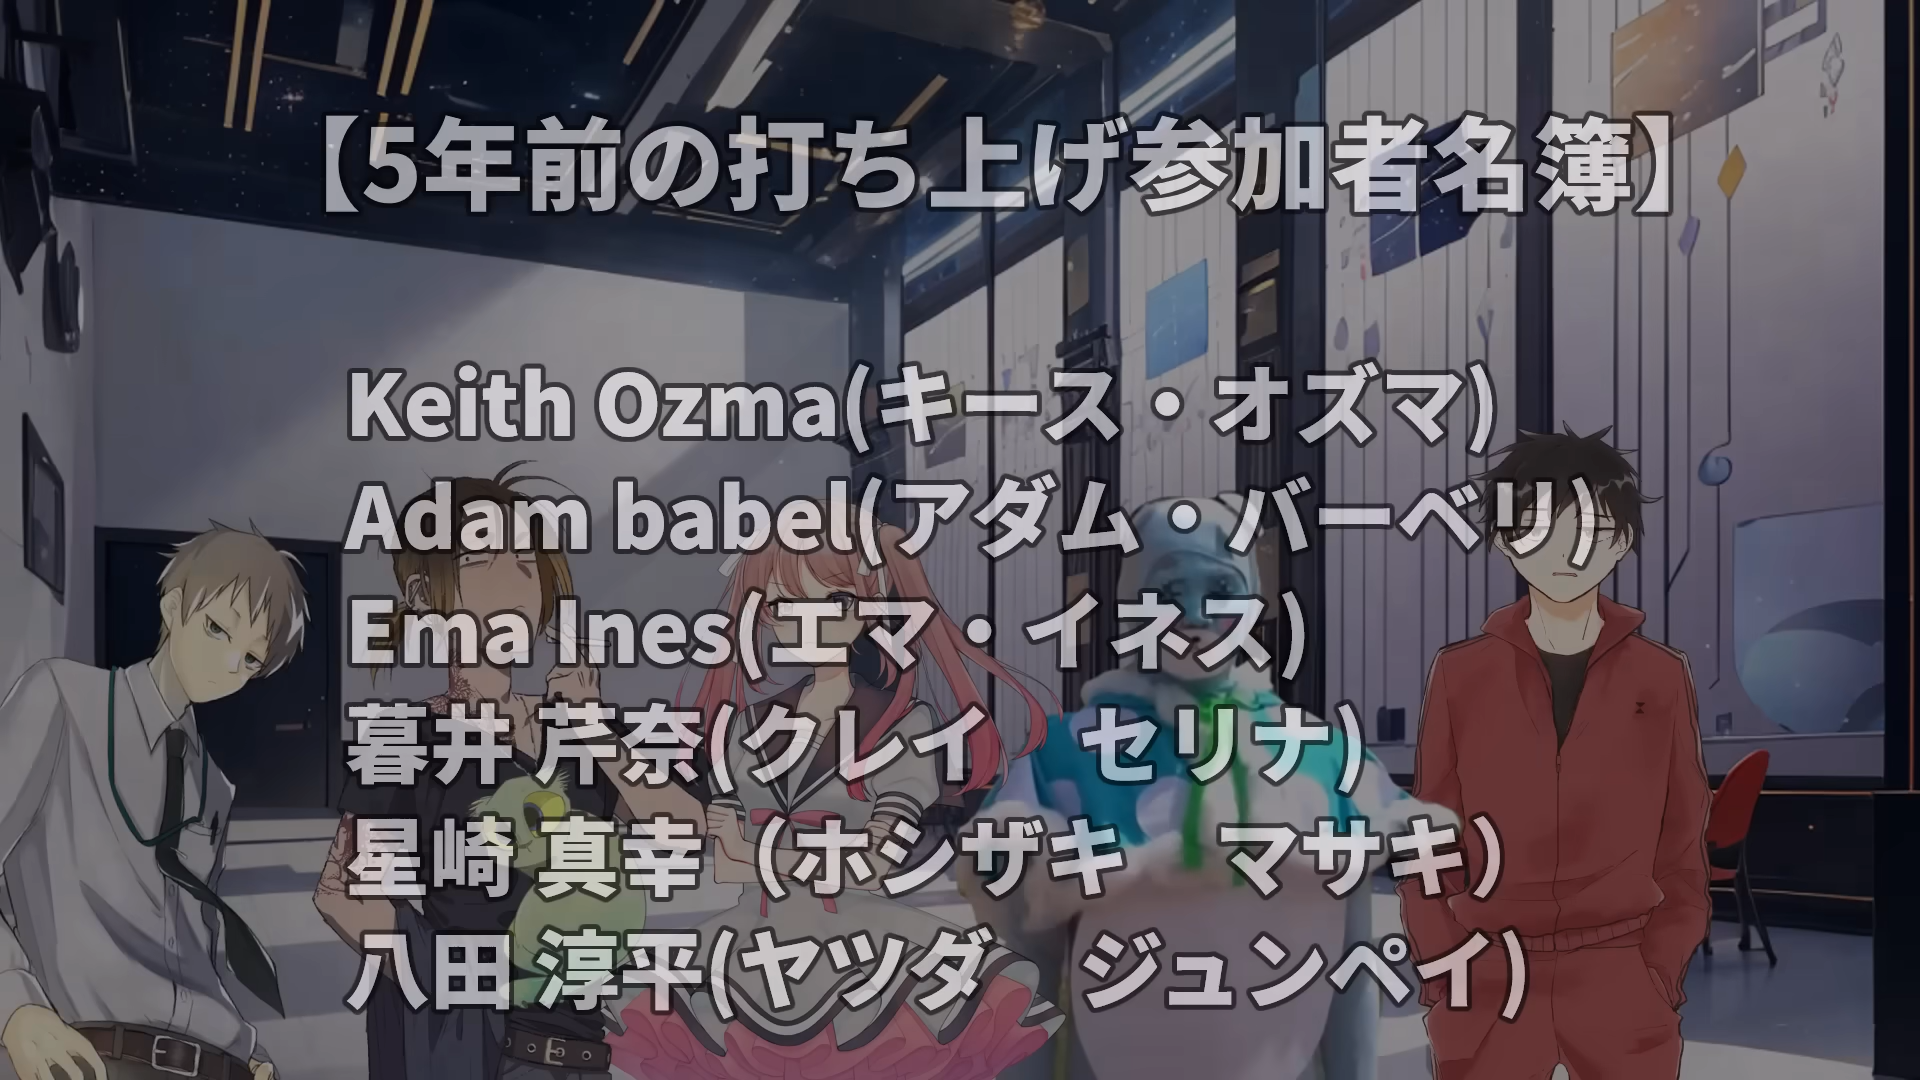 【5年前の打ち上げ参加者名簿】
Keith Ozma(キース・オズマ)
Adam babel(アダム・バーベリ)
Ema Ines(エマ・イネス)
暮井 芹奈(クレイ　セリナ)
星崎 真幸（ホシザキ　マサキ）
八田 淳平(ヤツダ　ジュンペイ)